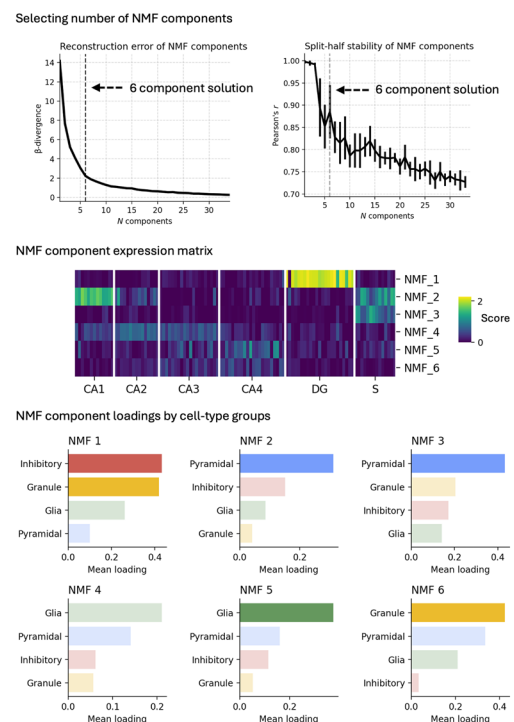 Selecting number of NMF components
Reconstruction error of NMF components
14
12
10
8
6
4
2
0
β-divergence
6 component solution
5 10 15 20 25 30
N components
Split-half stability of NMF components
1.00
0.95
0.90
0.85
0.80
0.75
0.70
Pearson's r
6 component solution
5 10 15 20 25 30
N components
NMF component expression matrix
NMF_1
NMF_2
NMF_3
NMF_4
NMF_5
NMF_6
2
Score
0
CA1 CA2 CA3 CA4 DG S
NMF component loadings by cell-type groups
NMF 1
Inhibitory
Granule
Glia
Pyramidal
0.0 0.2 0.4
Mean loading
NMF 2
Pyramidal
Inhibitory
Glia
Granule
0.0 0.2
Mean loading
NMF 3
Pyramidal
Granule
Inhibitory
Glia
0.0 0.2 0.4
Mean loading
NMF 4
Glia
Pyramidal
Inhibitory
Granule
0.0 0.1 0.2
Mean loading
NMF 5
Glia
Pyramidal
Inhibitory
Granule
0.0 0.2
Mean loading
NMF 6
Granule
Pyramidal
Glia
Inhibitory
0.0 0.2 0.4
Mean loading